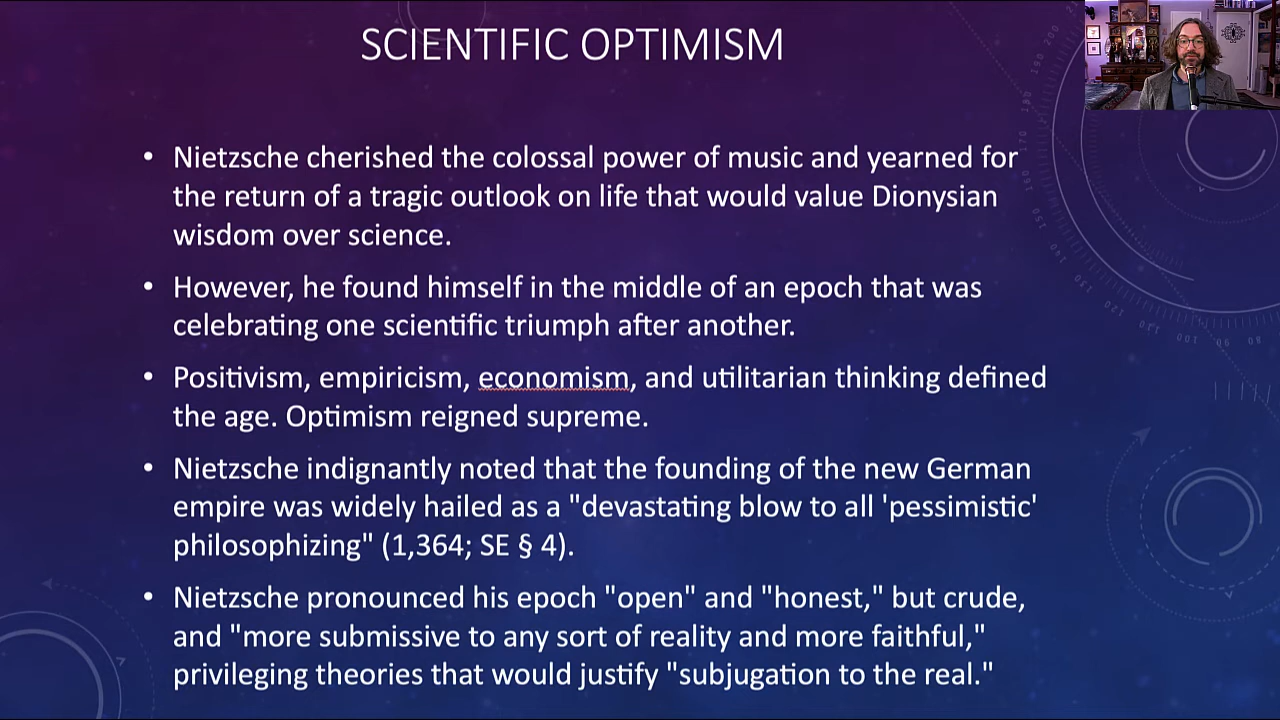 SCIENTIFIC OPTIMISM
• Nietzsche cherished the colossal power of music and yearned for
the return of a tragic outlook on life that would value Dionysian
wisdom over science.
• However, he found himself in the middle of an epoch that was
celebrating one scientific triumph after another.
• Positivism, empiricism, economism, and utilitarian thinking defined
the age. Optimism reigned supreme.
• Nietzsche indignantly noted that the founding of the new German
empire was widely hailed as a "devastating blow to all 'pessimistic'
philosophizing" (1,364; SE § 4).
• Nietzsche pronounced his epoch "open" and "honest," but crude,
and "more submissive to any sort of reality and more faithful,"
privileging theories that would justify "subjugation to the real."